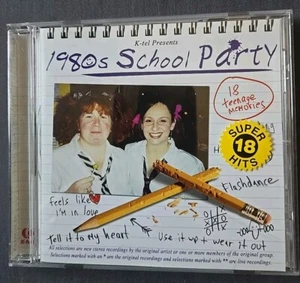 K-tel Presents
1980s School Party
18
teenage
memories
SUPER
18
HITS
Flashdance
Feels like
I'm in love
Tell it to my heart
Use it up + wear it out
All selections are new stereo recordings by the original artist or one or more members of the original group.
Selections marked with an * are the original recordings and selections marked with ** are live recordings.